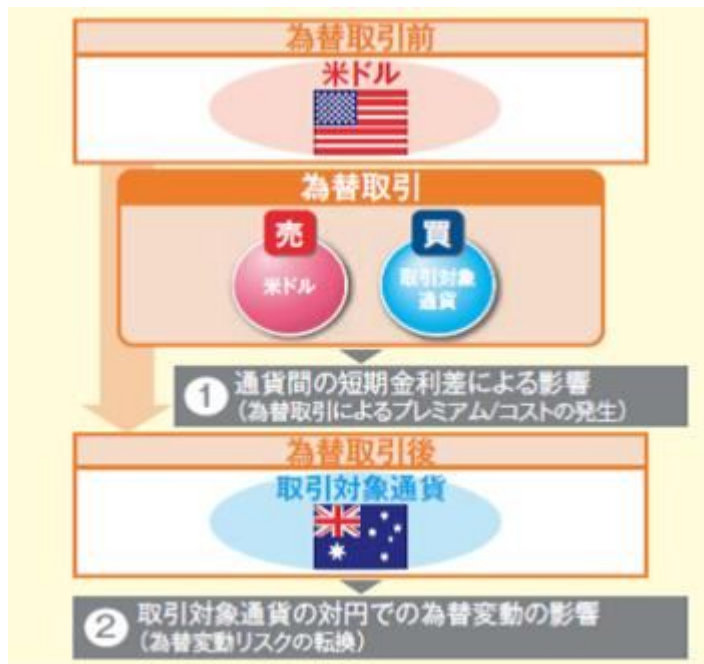 為替取引前
米ドル
為替取引
売
買
米ドル
取引対象
通貨
1 通貨間の短期金利差による影響
(為替取引によるプレミアム/コストの発生)
為替取引後
取引対象通貨
2 取引対象通貨の対円での為替変動の影響
(為替変動リスクの転換)